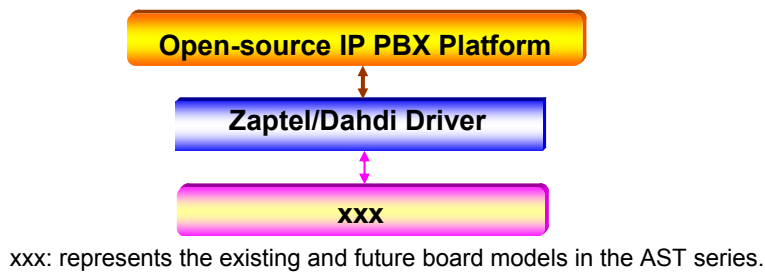 Open-source IP PBX Platform
Zaptel/Dahdi Driver
xxx
xxx: represents the existing and future board models in the AST series.